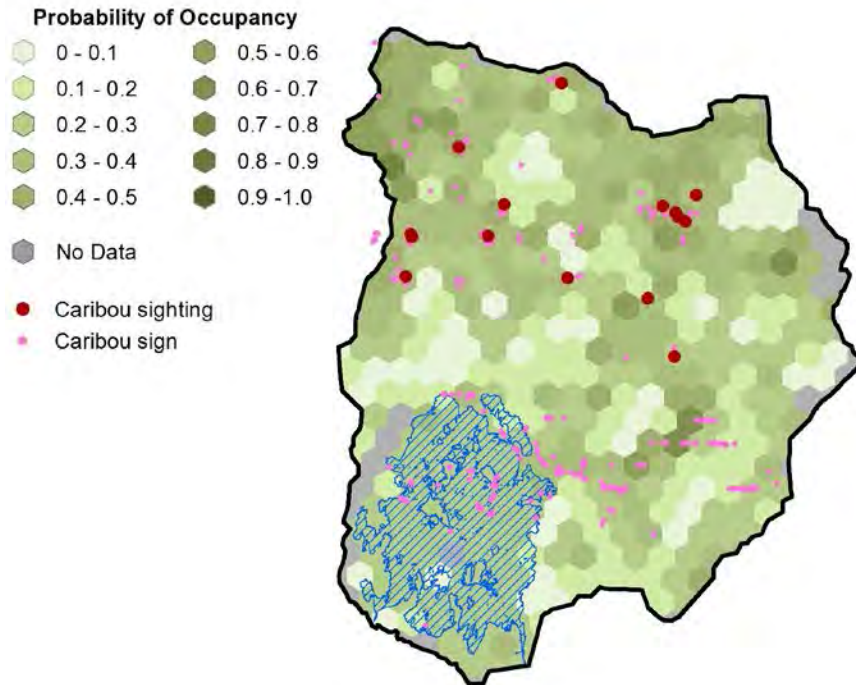 Probability of Occupancy
0 - 0.1
0.1 - 0.2
0.2 - 0.3
0.3 - 0.4
0.4 - 0.5
0.5 - 0.6
0.6 - 0.7
0.7 - 0.8
0.8 - 0.9
0.9 -1.0
No Data
Caribou sighting
Caribou sign